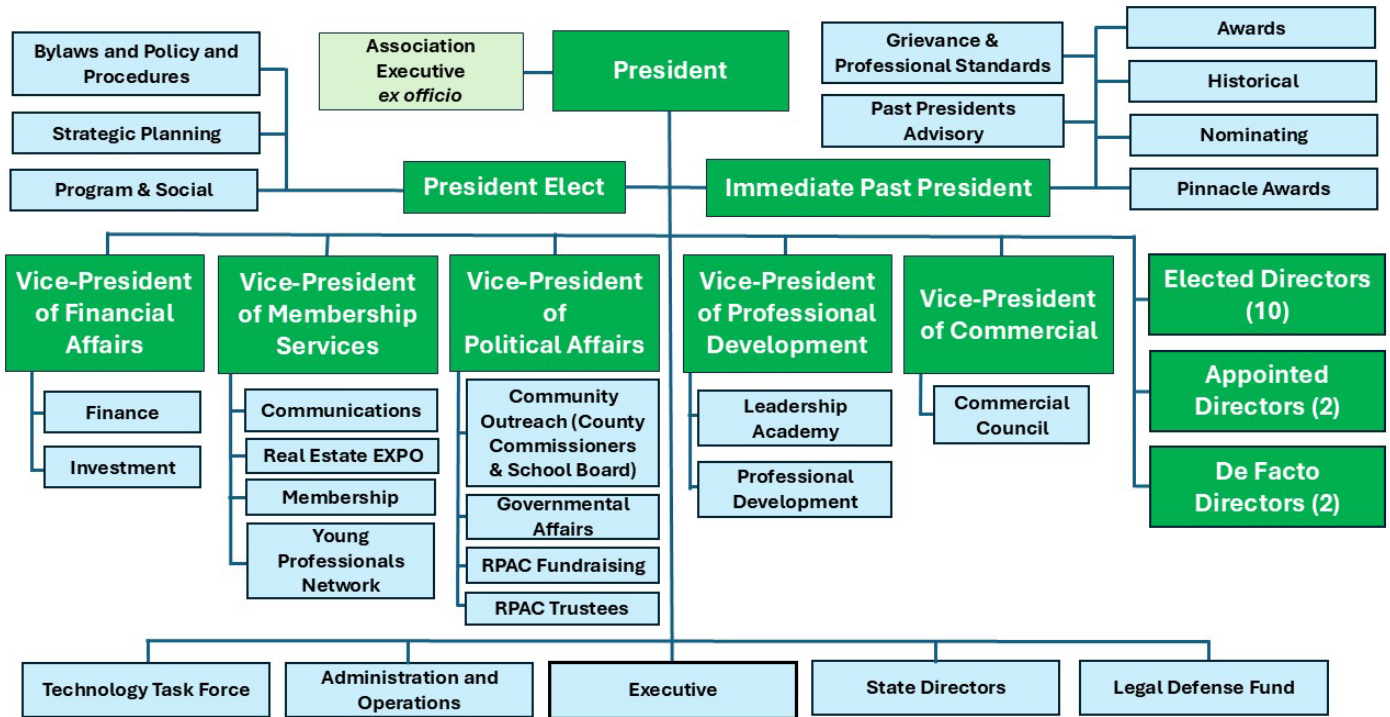 Bylaws and Policy and
Procedures
Strategic Planning
Program & Social
Association
Executive
ex officio
President
Grievance &
Professional Standards
Past Presidents
Advisory
Awards
Historical
Nominating
Pinnacle Awards
President Elect
Immediate Past President
Vice-President
of Financial
Affairs
Finance
Investment
Vice-President
of Membership
Services
Communications
Real Estate EXPO
Membership
Young
Professionals
Network
Vice-President
of
Political Affairs
Community
Outreach (County
Commissioners
& School Board)
Governmental
Affairs
RPAC Fundraising
RPAC Trustees
Vice-President
of Professional
Development
Leadership
Academy
Professional
Development
Vice-President
of Commercial
Commercial
Council
Elected Directors
(10)
Appointed
Directors (2)
De Facto
Directors (2)
Technology Task Force
Administration and
Operations
Executive
State Directors
Legal Defense Fund